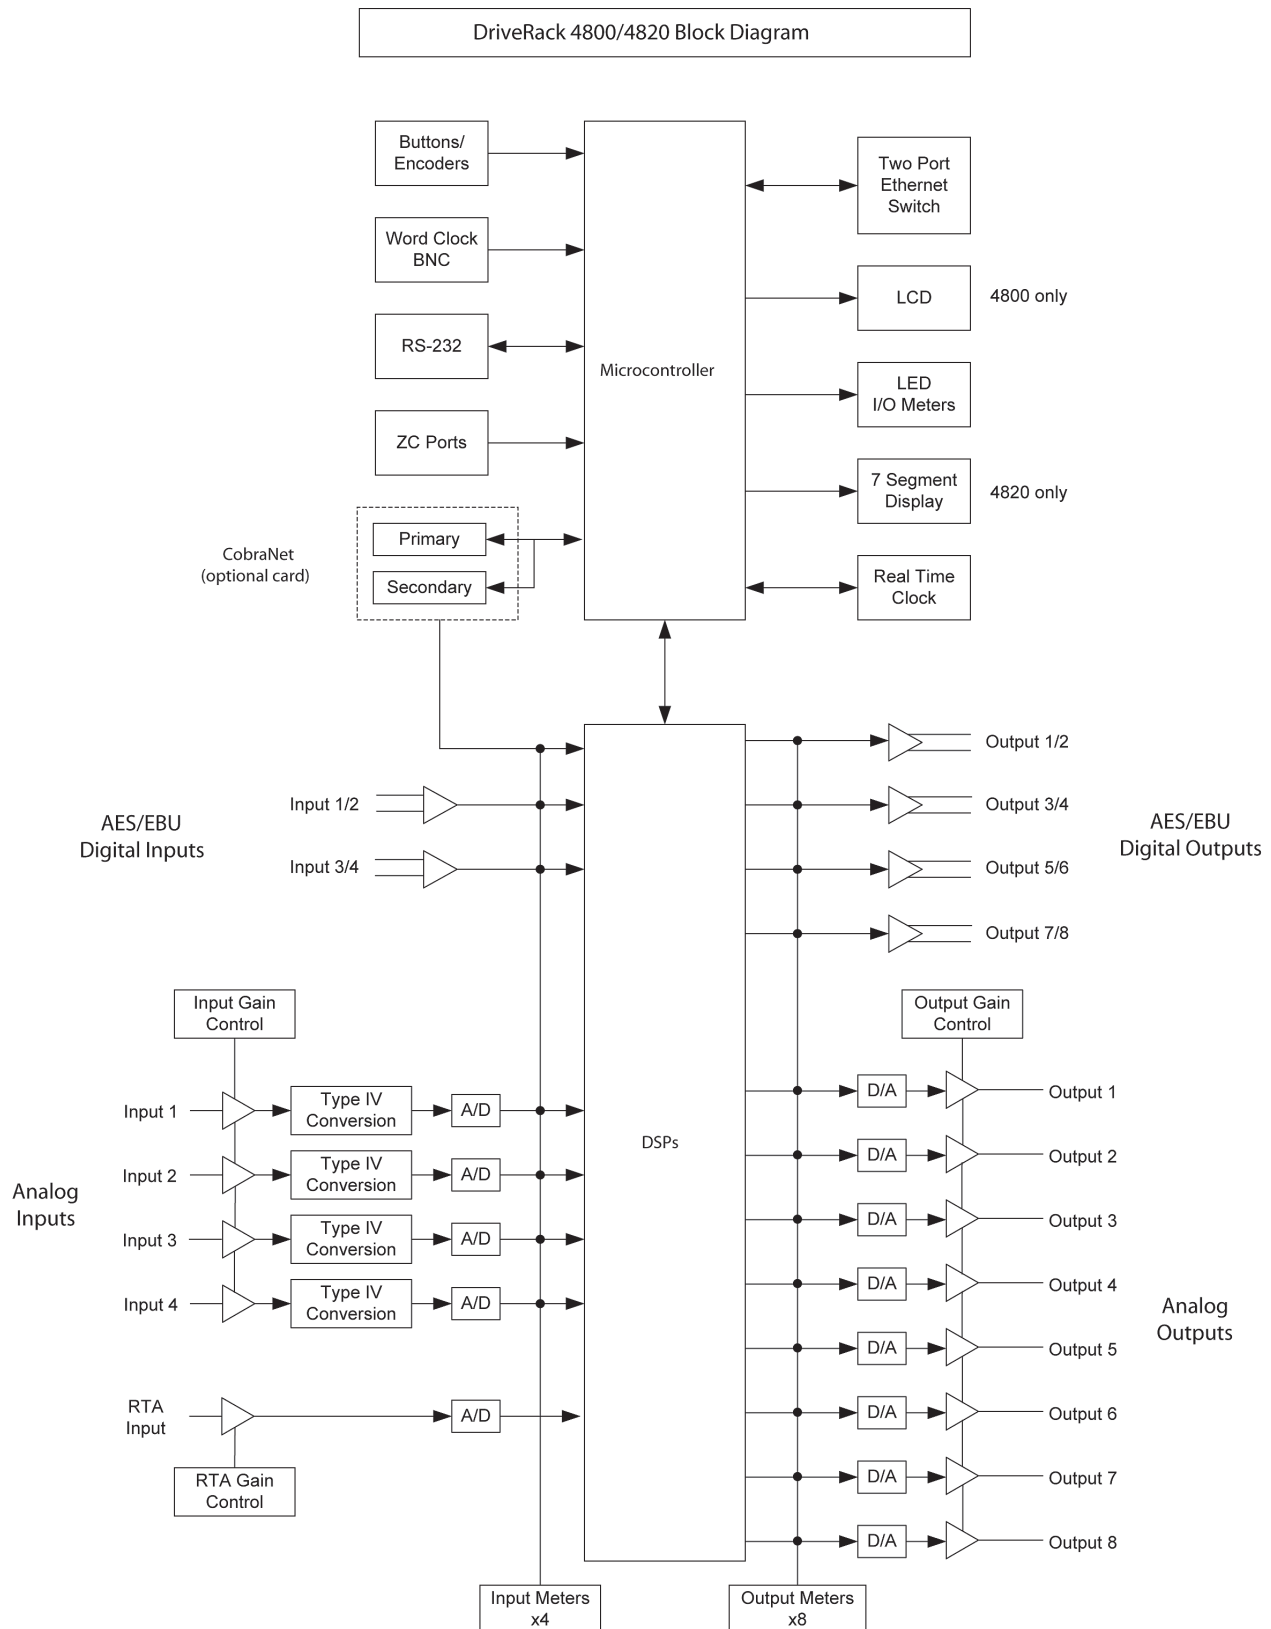 DriveRack 4800/4820 Block Diagram
Buttons/
Encoders
Word Clock
BNC
RS-232
ZC Ports
CobraNet
(optional card)
Primary
Secondary
Microcontroller
Two Port
Ethernet
Switch
LCD
4800 only
LED
I/O Meters
7 Segment
Display
4820 only
Real Time
Clock
AES/EBU
Digital Inputs
Input 1/2
Input 3/4
Output 1/2
Output 3/4
Output 5/6
Output 7/8
AES/EBU
Digital Outputs
Input Gain
Control
Analog
Inputs
Input 1
Type IV
Conversion
A/D
Input 2
Type IV
Conversion
A/D
Input 3
Type IV
Conversion
A/D
Input 4
Type IV
Conversion
A/D
RTA
Input
A/D
RTA Gain
Control
DSPs
Output Gain
Control
D/A
Output 1
D/A
Output 2
D/A
Output 3
D/A
Output 4
D/A
Output 5
D/A
Output 6
D/A
Output 7
D/A
Output 8
Analog
Outputs
Input Meters
x4
Output Meters
x8